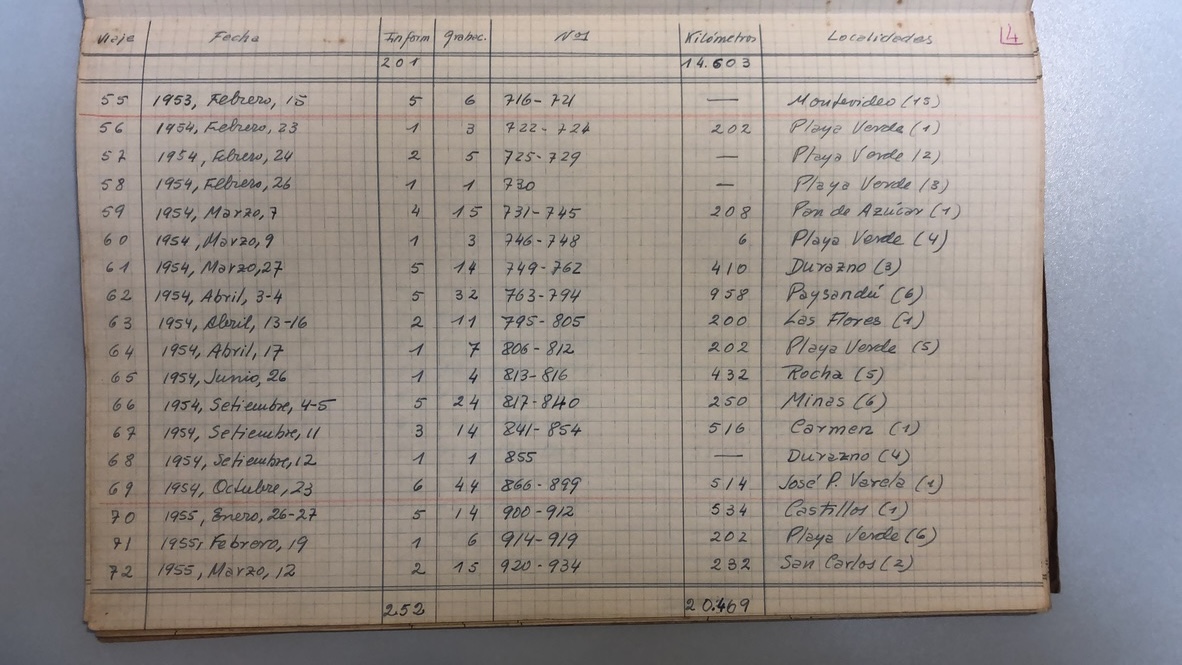 Viaje Fecha Inform grabac. Nos Kilómetros Localidades 4
201 14.603
55 1953, Febrero, 15 5 6 716-721 — Montevideo (15)
56 1954, Febrero, 23 1 3 722-724 202 Playa Verde (1)
57 1954, Febrero, 24 2 5 725-729 — Playa Verde (2)
58 1954, Febrero, 26 1 1 730 — Playa Verde (3)
59 1954, Marzo, 7 4 15 731-745 208 Pan de Azúcar (1)
60 1954, Marzo, 9 1 3 746-748 6 Playa Verde (4)
61 1954, Marzo, 27 5 14 749-762 410 Durazno (3)
62 1954, Abril, 3-4 5 32 763-794 958 Paysandú (6)
63 1954, Abril, 13-16 2 11 795-805 200 Las Flores (1)
64 1954, Abril, 17 1 7 806-812 202 Playa Verde (5)
65 1954, Junio, 26 1 4 813-816 432 Rocha (5)
66 1954, Setiembre, 4-5 5 24 817-840 250 Minas (6)
67 1954, Setiembre, 11 3 14 841-854 516 Carmen (1)
68 1954, Setiembre, 12 1 1 855 — Durazno (4)
69 1954, Octubre, 23 6 44 866-899 514 José P. Varela (1)
70 1955, Enero, 26-27 5 14 900-912 534 Castillos (1)
71 1955, Febrero, 19 1 6 914-919 202 Playa Verde (6)
72 1955, Marzo, 12 2 15 920-934 232 San Carlos (2)
252 20.469